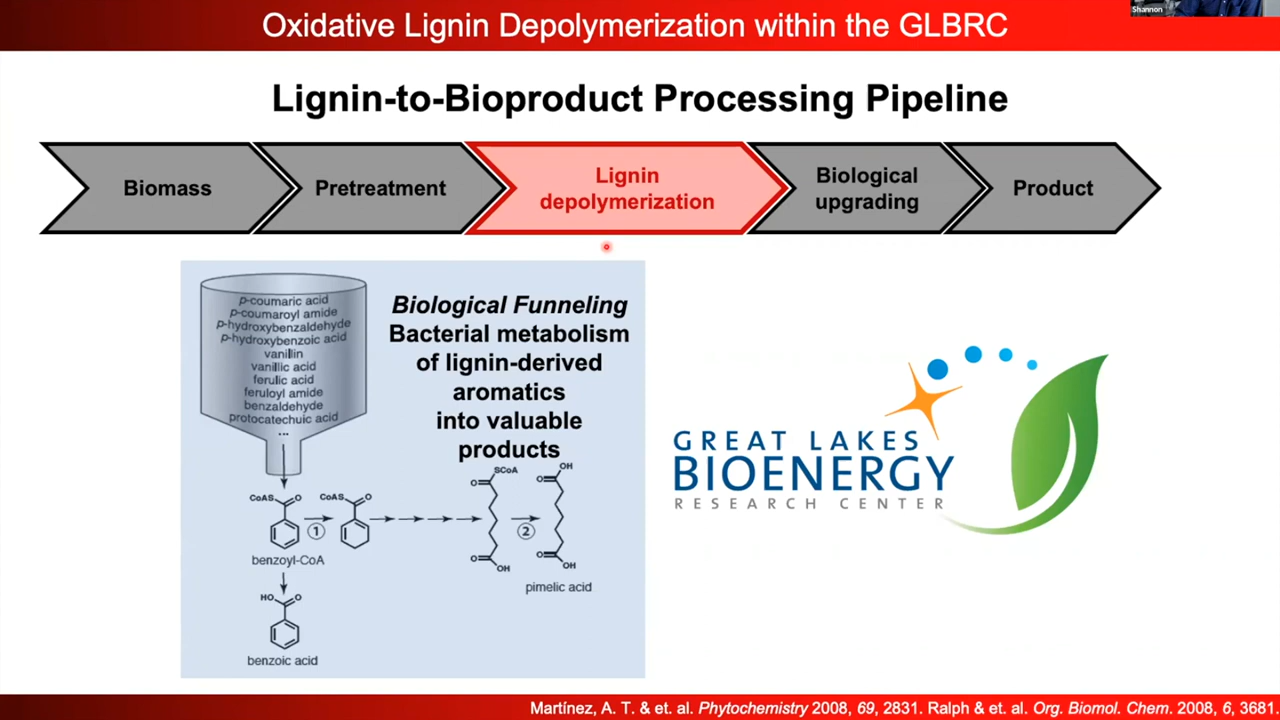 Oxidative Lignin Depolymerization within the GLBRC
Shannon
Lignin-to-Bioproduct Processing Pipeline
Biomass
Pretreatment
Lignin
depolymerization
Biological
upgrading
Product
p-coumaric acid
p-coumaroyl amide
p-hydroxybenzaldehyde
p-hydroxybenzoic acid
vanillin
vanillic acid
ferulic acid
feruloyl amide
benzaldehyde
protocatechuic acid
...
Biological Funneling
Bacterial metabolism
of lignin-derived
aromatics
into valuable
products
CoAS O
CoAS O
1
benzoyl-CoA
HO O
benzoic acid
SCoA
O
O
OH
2
OH
O
O
OH
pimelic acid
GREAT LAKES
BIOENERGY
RESEARCH CENTER
Martínez, A. T. & et. al. Phytochemistry 2008, 69, 2831. Ralph & et. al. Org. Biomol. Chem. 2008, 6, 3681.